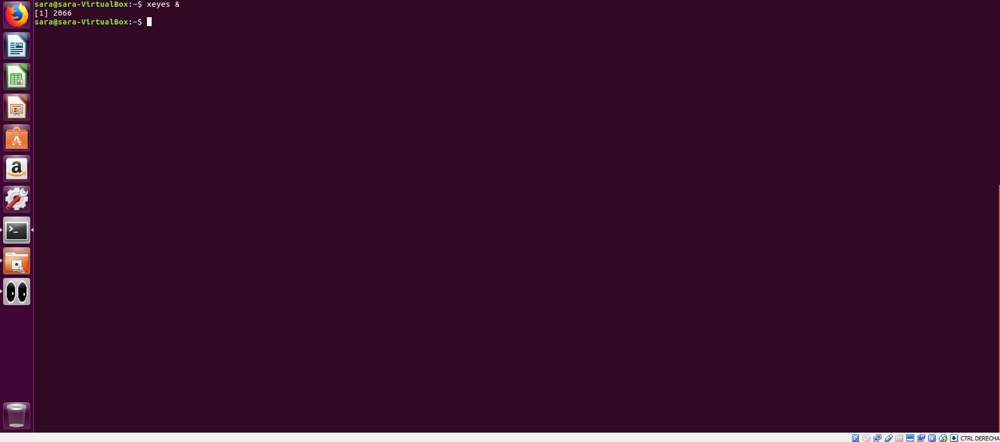 sara@sara-VirtualBox:~$ xeyes &
[1] 2066
sara@sara-VirtualBox:~$
CTRL DERECHA